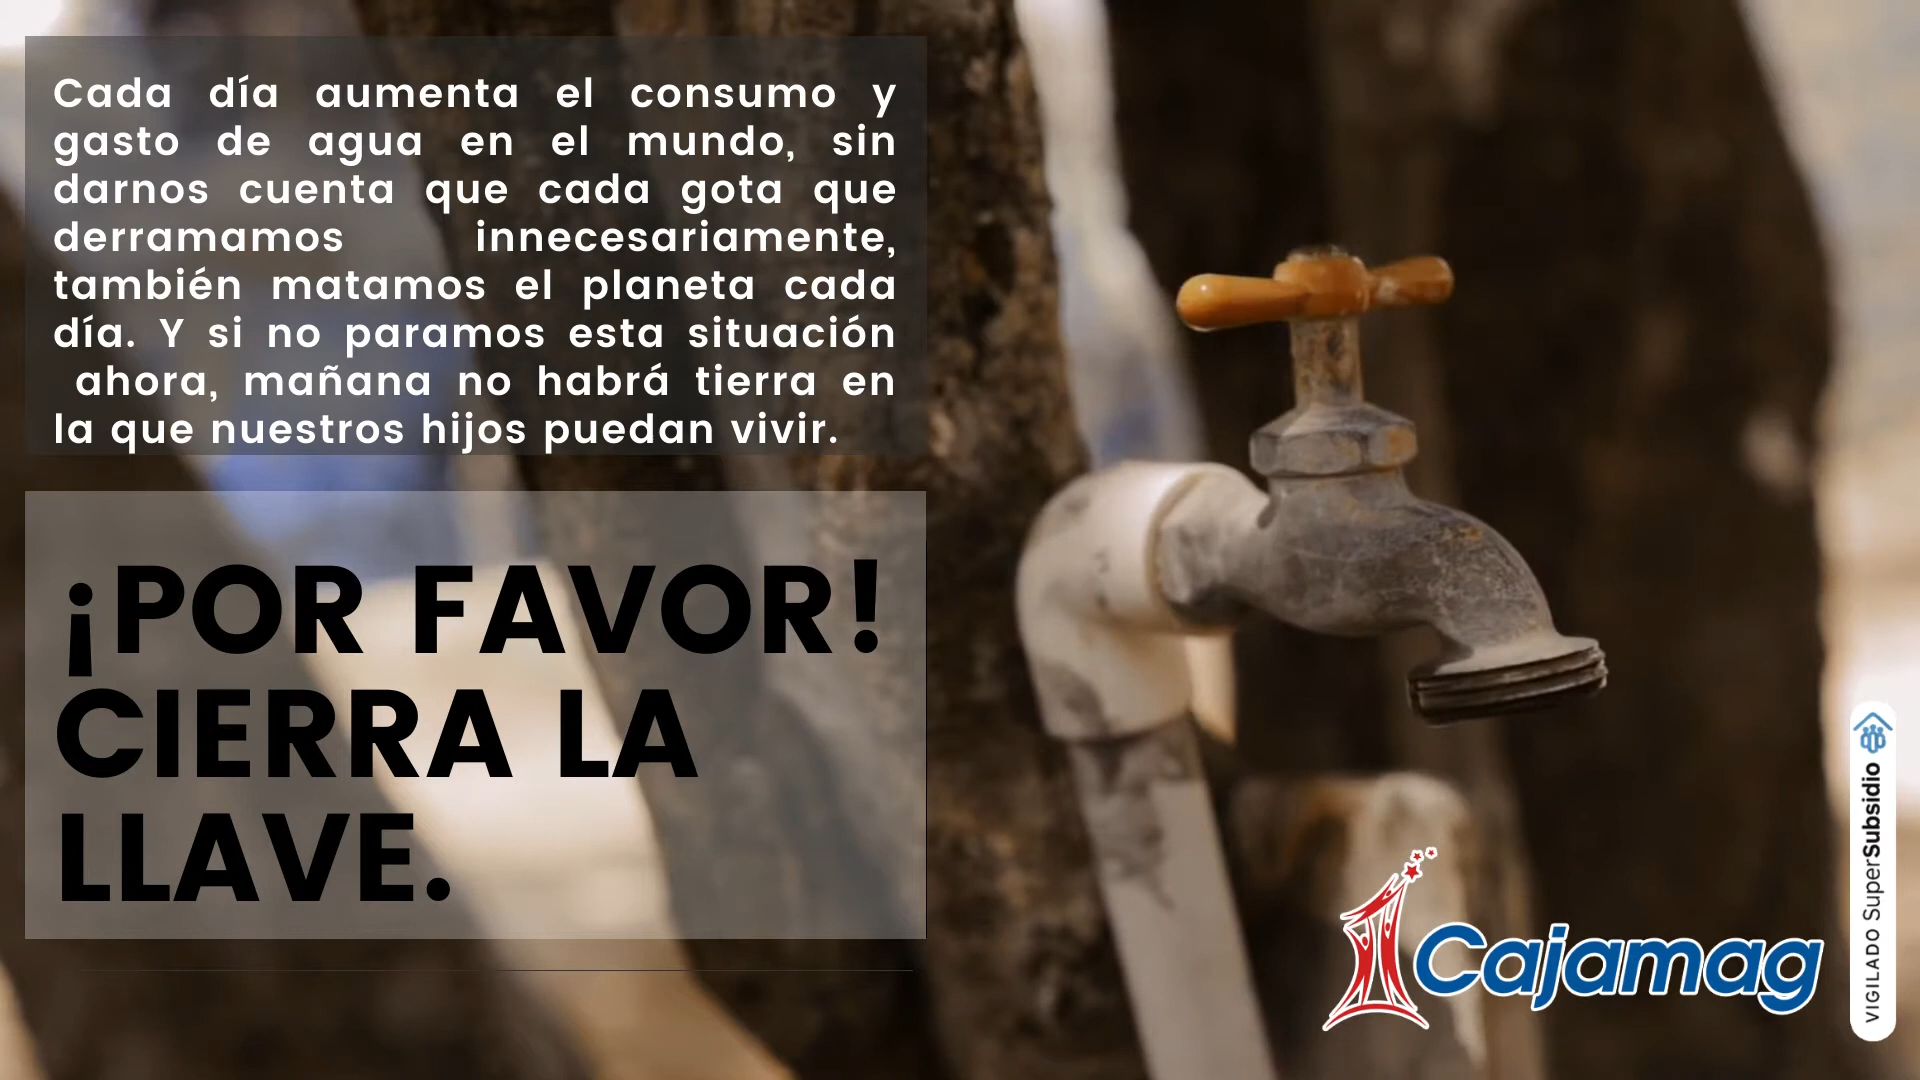 Cada día aumenta el consumo y
gasto de agua en el mundo, sin
darnos cuenta que cada gota que
derramamos innecesariamente,
también matamos el planeta cada
día. Y si no paramos esta situación
ahora, mañana no habrá tierra en
la que nuestros hijos puedan vivir.
¡POR FAVOR!
CIERRA LA
LLAVE.
Cajamag
VIGILADO SuperSubsidio